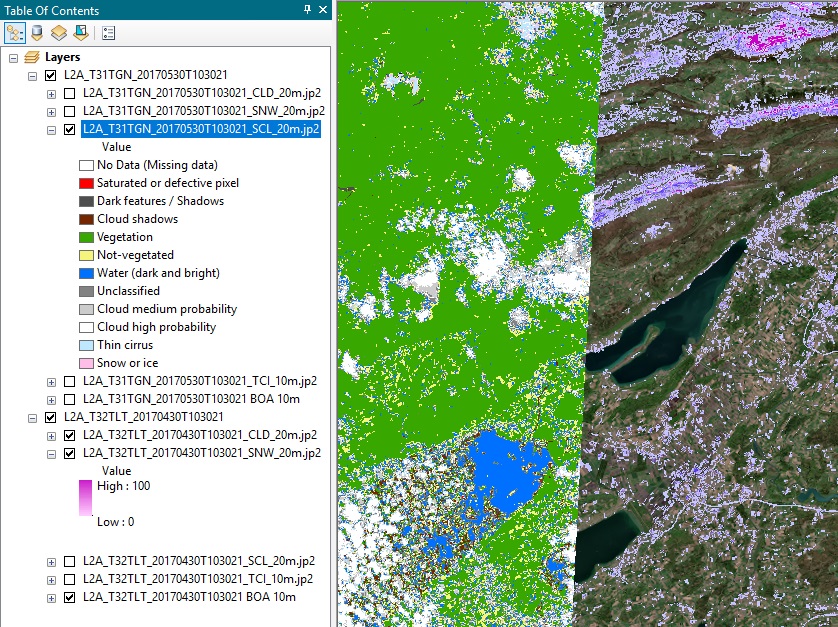 Table Of Contents
Layers
L2A_T31TGN_20170530T103021
L2A_T31TGN_20170530T103021_CLD_20m.jp2
L2A_T31TGN_20170530T103021_SNW_20m.jp2
L2A_T31TGN_20170530T103021_SCL_20m.jp2
Value
No Data (Missing data)
Saturated or defective pixel
Dark features / Shadows
Cloud shadows
Vegetation
Not-vegetated
Water (dark and bright)
Unclassified
Cloud medium probability
Cloud high probability
Thin cirrus
Snow or ice
L2A_T31TGN_20170530T103021_TCI_10m.jp2
L2A_T31TGN_20170530T103021 BOA 10m
L2A_T32TLT_20170430T103021
L2A_T32TLT_20170430T103021_CLD_20m.jp2
L2A_T32TLT_20170430T103021_SNW_20m.jp2
Value
High : 100
Low : 0
L2A_T32TLT_20170430T103021_SCL_20m.jp2
L2A_T32TLT_20170430T103021_TCI_10m.jp2
L2A_T32TLT_20170430T103021 BOA 10m